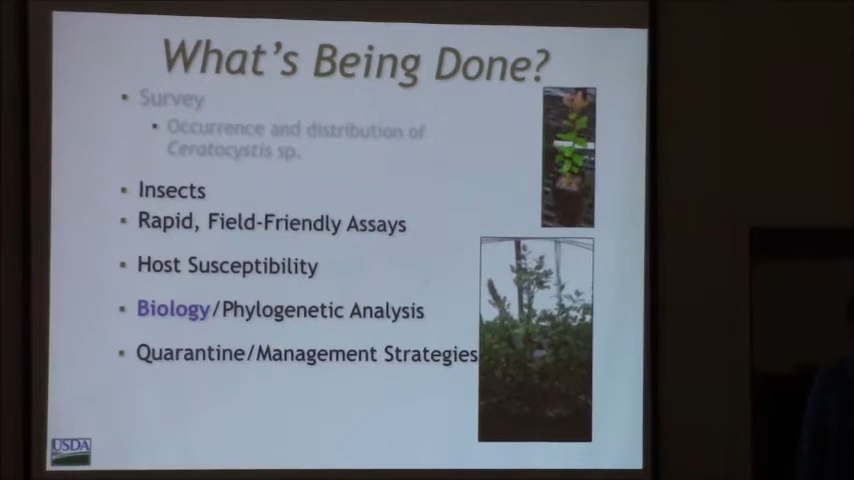 What's Being Done?
Survey
Occurrence and distribution of
Ceratocystis sp.
Insects
Rapid, Field-Friendly Assays
Host Susceptibility
Biology/Phylogenetic Analysis
Quarantine/Management Strategies
USDA